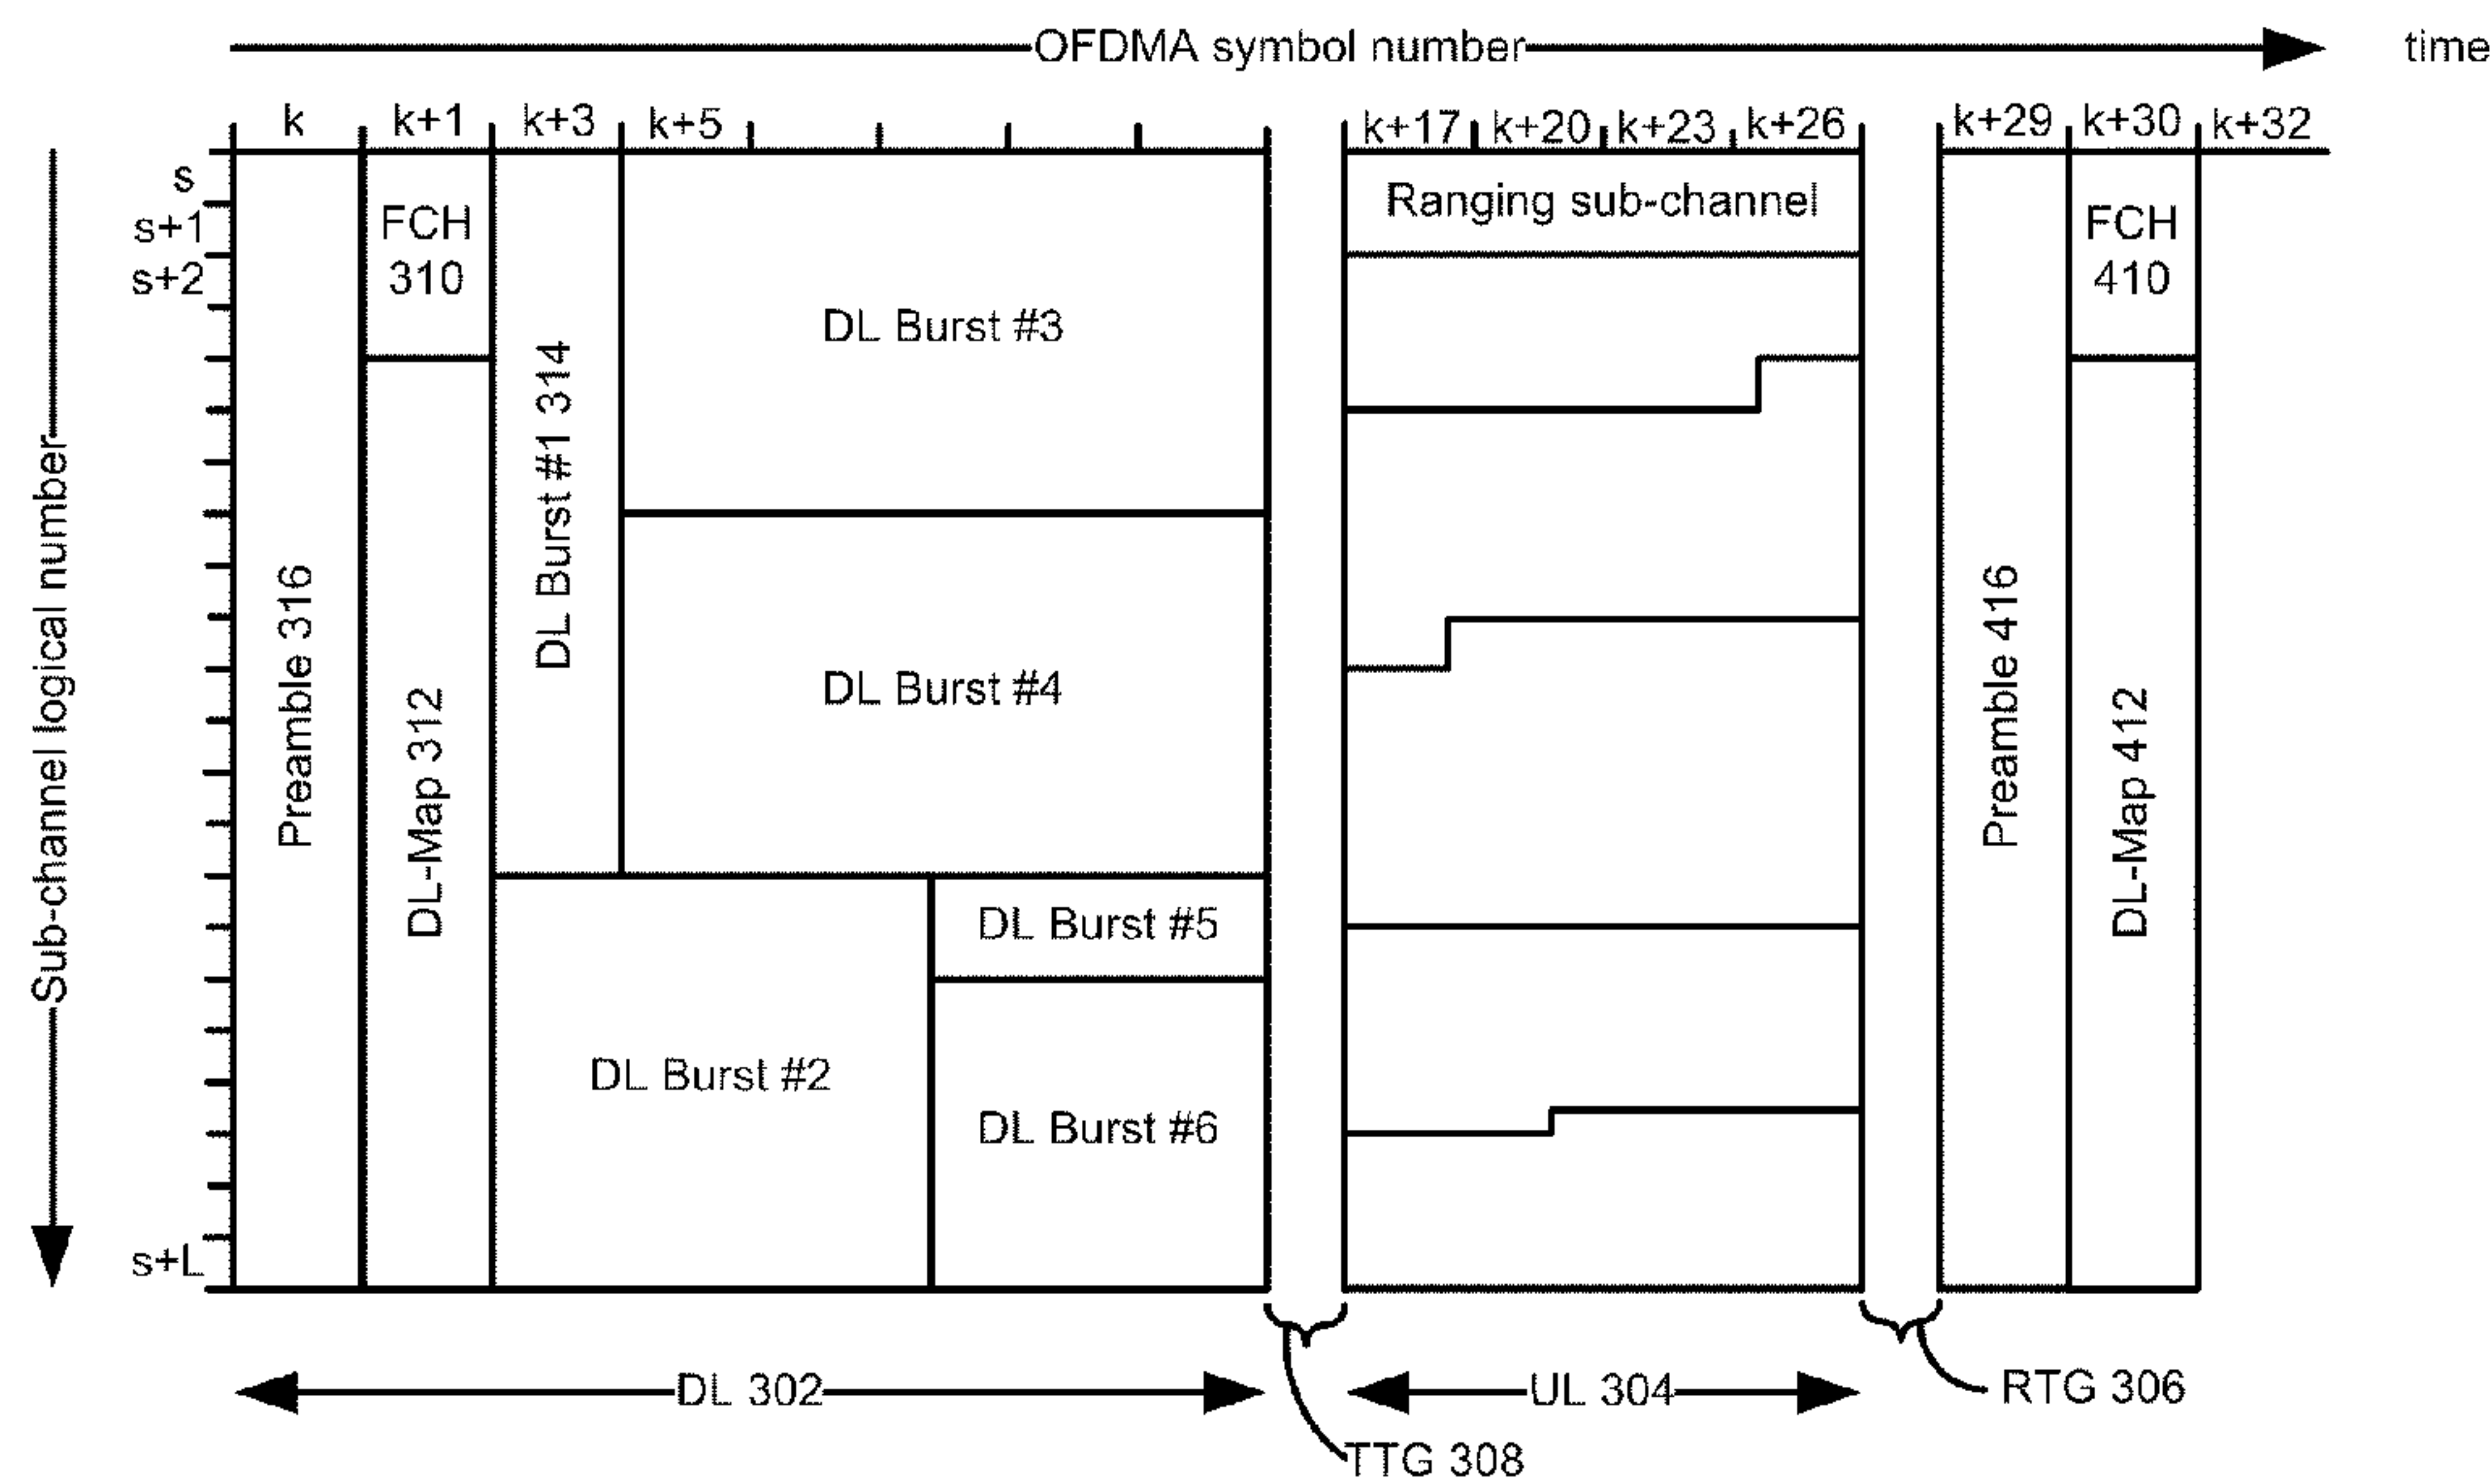 OFDMA symbol number
time
k
k+1
k+3
k+5
k+17
k+20
k+23
k+26
k+29
k+30
k+32
Sub-channel logical number
s
s+1
s+2
s+L
Preamble 316
FCH
310
DL-Map 312
DL Burst #1 314
DL Burst #3
DL Burst #4
DL Burst #2
DL Burst #5
DL Burst #6
Ranging sub-channel
Preamble 416
FCH
410
DL-Map 412
DL 302
TTG 308
UL 304
RTG 306